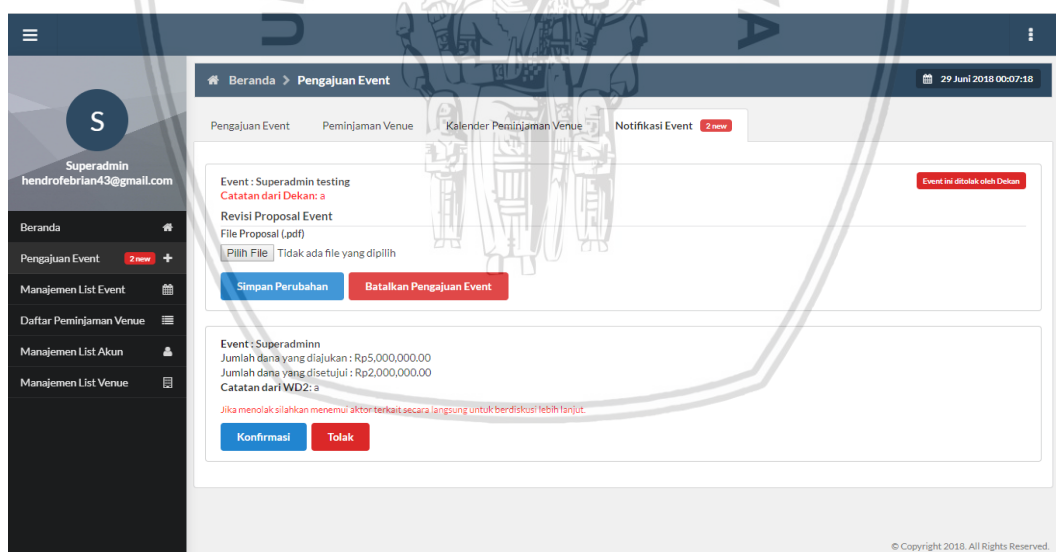 Beranda > Pengajuan Event
29 Juni 2018 00:07:18
S
Superadmin
hendrofebrian43@gmail.com
Beranda
Pengajuan Event 2 new
Manajemen List Event
Daftar Peminjaman Venue
Manajemen List Akun
Manajemen List Venue
Pengajuan Event Peminjaman Venue Kalender Peminjaman Venue Notifikasi Event 2 new
Event : Superadmin testing
Event ini ditolak oleh Dekan
Catatan dari Dekan: a
Revisi Proposal Event
File Proposal (.pdf)
Pilih File Tidak ada file yang dipilih
Simpan Perubahan Batalkan Pengajuan Event
Event : Superadminn
Jumlah dana yang diajukan : Rp5,000,000.00
Jumlah dana yang disetujui : Rp2,000,000.00
Catatan dari WD2: a
Jika menolak silahkan menemui aktor terkait secara langsung untuk berdiskusi lebih lanjut.
Konfirmasi Tolak
© Copyright 2018. All Rights Reserved.